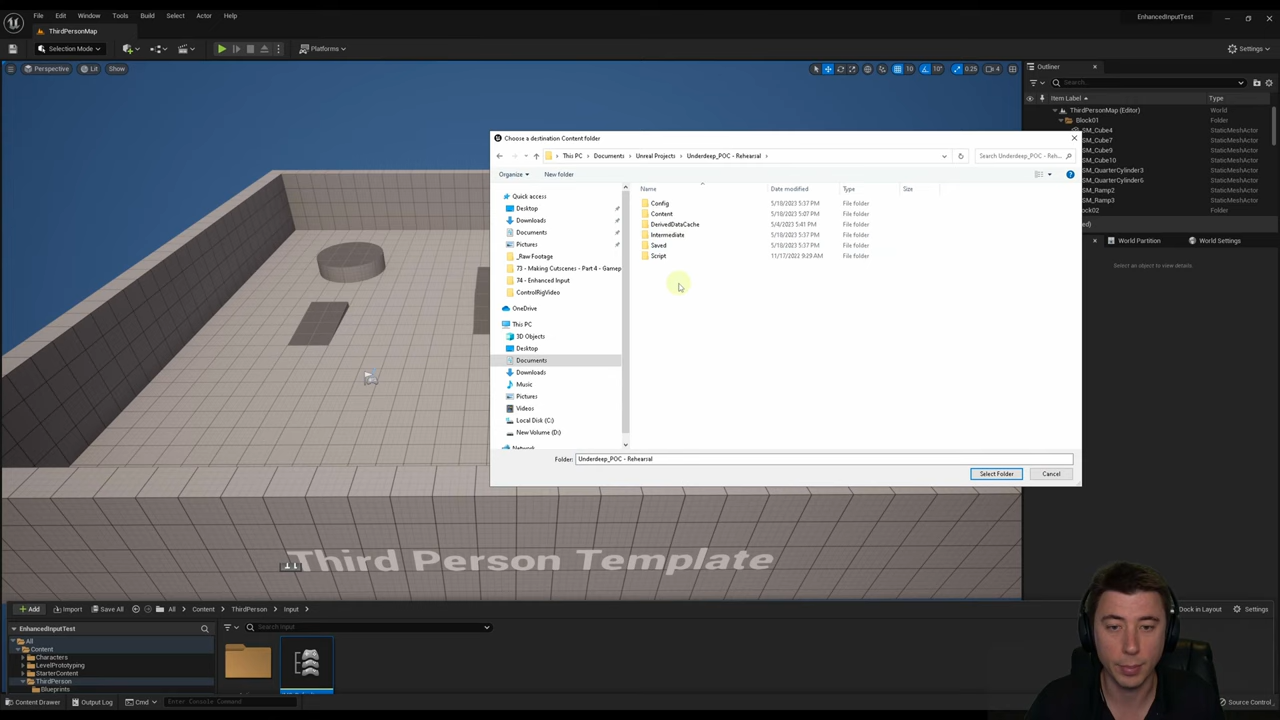 File Edit Window Tools Build Select Actor Help
EnhancedInputTest
ThirdPersonMap
Selection Mode
Platforms
Settings
Perspective Lit Show
10 10° 0.25 4
Outliner
Search...
Item Label Type
ThirdPersonMap (Editor) World
Block01 Folder
SM_Cube4 StaticMeshActor
SM_Cube7 StaticMeshActor
SM_Cube9 StaticMeshActor
SM_Cube10 StaticMeshActor
SM_QuarterCylinder3 StaticMeshActor
SM_QuarterCylinder6 StaticMeshActor
SM_Ramp2 StaticMeshActor
SM_Ramp3 StaticMeshActor
ock02 Folder
ed)
World Partition World Settings
Select an object to view details.
Choose a destination Content folder
This PC Documents Unreal Projects Underdeep_POC - Rehearsal
Search Underdeep_POC - Reh...
Organize New folder
Name Date modified Type Size
Quick access
Desktop
Downloads
Documents
Pictures
_Raw Footage
73 - Making Cutscenes - Part 4 - Gamep
74 - Enhanced Input
ControlRigVideo
OneDrive
This PC
3D Objects
Desktop
Documents
Downloads
Music
Pictures
Videos
Local Disk (C:)
New Volume (D:)
Network
Config 5/18/2023 5:37 PM File folder
Content 5/18/2023 5:07 PM File folder
DerivedDataCache 5/4/2023 5:41 PM File folder
Intermediate 5/18/2023 5:37 PM File folder
Saved 5/18/2023 5:37 PM File folder
Script 11/17/2022 9:29 AM File folder
Folder: Underdeep_POC - Rehearsal
Select Folder Cancel
Third Person Template
Add Import Save All All Content ThirdPerson Input
Dock in Layout Settings
EnhancedInputTest
Search Input
All
Content
Characters
LevelPrototyping
StarterContent
ThirdPerson
Blueprints
Content Drawer Output Log Cmd Enter Console Command
Source Control